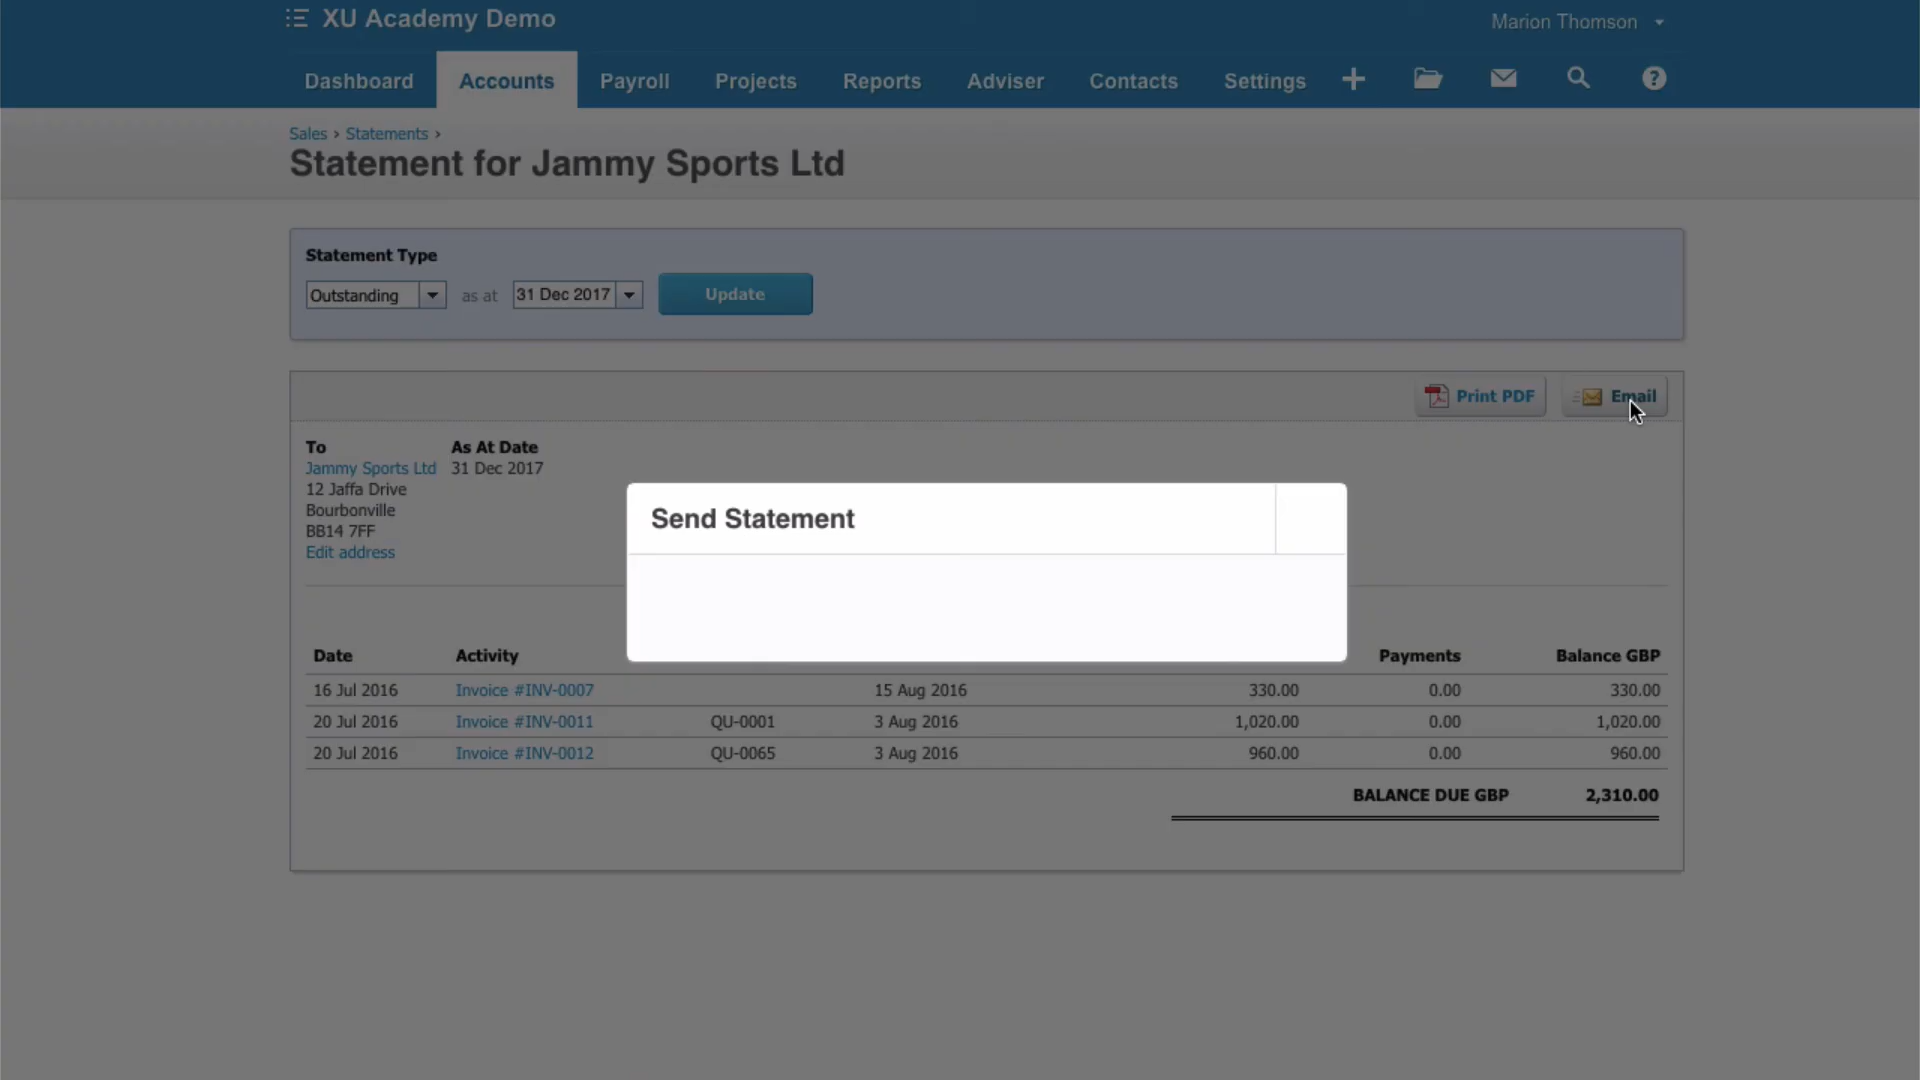 XU Academy Demo
Marion Thomson
Dashboard Accounts Payroll Projects Reports Adviser Contacts Settings
Sales › Statements ›
Statement for Jammy Sports Ltd
Statement Type
Outstanding as at 31 Dec 2017 Update
Print PDF Email
To As At Date
Jammy Sports Ltd 31 Dec 2017
12 Jaffa Drive
Bourbonville
BB14 7FF
Edit address
Send Statement
Date Activity Payments Balance GBP
16 Jul 2016 Invoice #INV-0007 15 Aug 2016 330.00 0.00 330.00
20 Jul 2016 Invoice #INV-0011 QU-0001 3 Aug 2016 1,020.00 0.00 1,020.00
20 Jul 2016 Invoice #INV-0012 QU-0065 3 Aug 2016 960.00 0.00 960.00
BALANCE DUE GBP 2,310.00